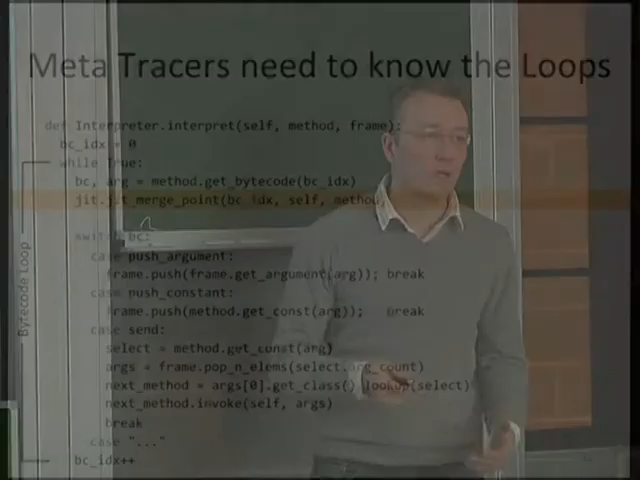 Meta Tracers need to know the Loops
def Interpreter.interpret(self, method, frame):
bc_idx = 0
while True:
bc, arg = method.get_bytecode(bc_idx)
jit.jit_merge_point(bc_idx, self, method)
switch bc:
case push_argument:
frame.push(frame.get_argument(arg)); break
case push_constant:
frame.push(method.get_const(arg)); break
case send:
select = method.get_const(arg)
args = frame.pop_n_elems(select.arg_count)
next_method = args[0].get_class().lookup(select)
next_method.invoke(self, args)
break
case "..."
bc_idx++
Bytecode Loop